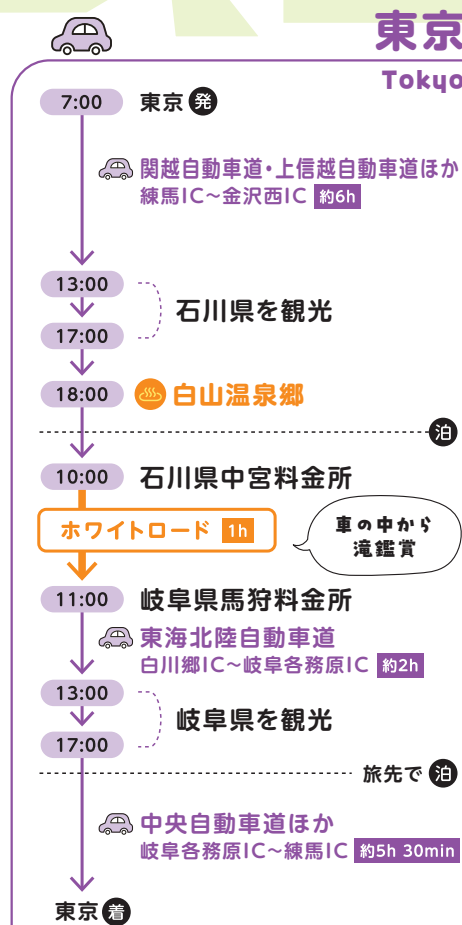 東京
Tokyo
7:00 東京 発
関越自動車道・上信越自動車道ほか
練馬IC～金沢西IC 約6h
13:00
石川県を観光
17:00
18:00 白山温泉郷
泊
10:00 石川県中宮料金所
ホワイトロード 1h
車の中から
滝鑑賞
11:00 岐阜県馬狩料金所
東海北陸自動車道
白川郷IC～岐阜各務原IC 約2h
13:00
岐阜県を観光
17:00
旅先で 泊
中央自動車道ほか
岐阜各務原IC～練馬IC 約5h 30min
東京 着